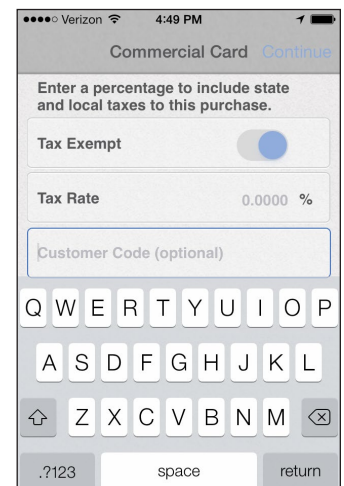 Verizon 4:49 PM
Commercial Card Continue
Enter a percentage to include state
and local taxes to this purchase.
Tax Exempt
Tax Rate 0.0000 %
Customer Code (optional)
Q W E R T Y U I O P
A S D F G H J K L
Z X C V B N M
.?123 space return